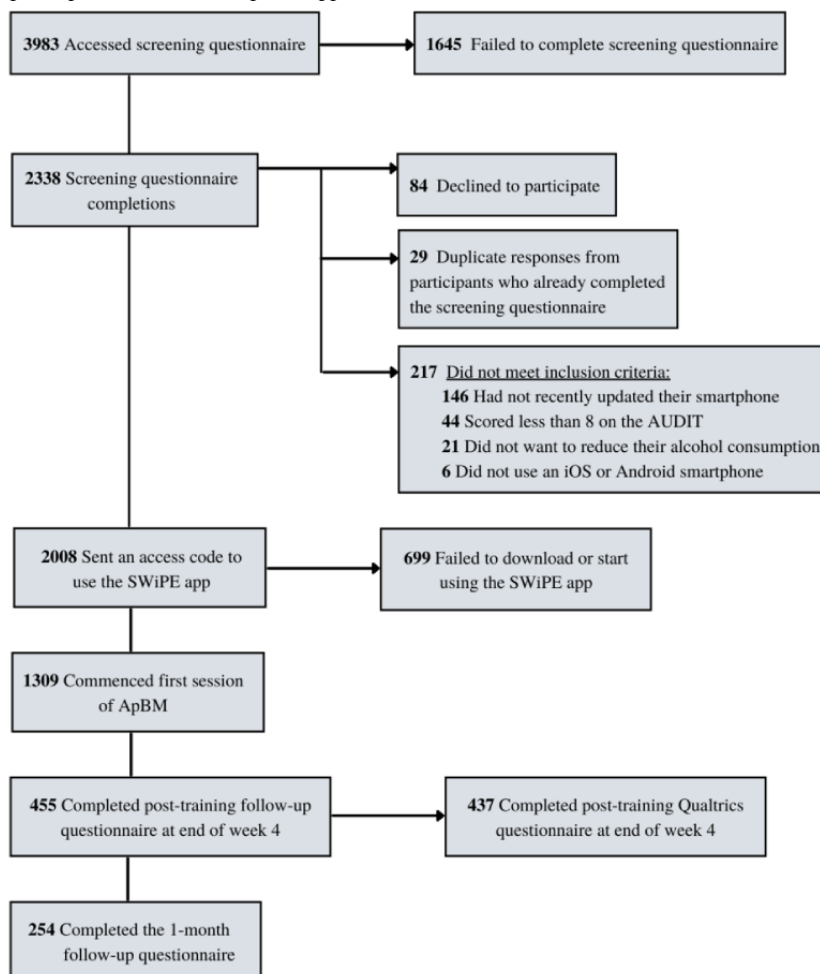 3983 Accessed screening questionnaire
1645 Failed to complete screening questionnaire
2338 Screening questionnaire
completions
84 Declined to participate
29 Duplicate responses from
participants who already completed
the screening questionnaire
217 Did not meet inclusion criteria:
146 Had not recently updated their smartphone
44 Scored less than 8 on the AUDIT
21 Did not want to reduce their alcohol consumption
6 Did not use an iOS or Android smartphone
2008 Sent an access code to
use the SWiPE app
699 Failed to download or start
using the SWiPE app
1309 Commenced first session
of ApBM
455 Completed post-training follow-up
questionnaire at end of week 4
437 Completed post-training Qualtrics
questionnaire at end of week 4
254 Completed the 1-month
follow-up questionnaire